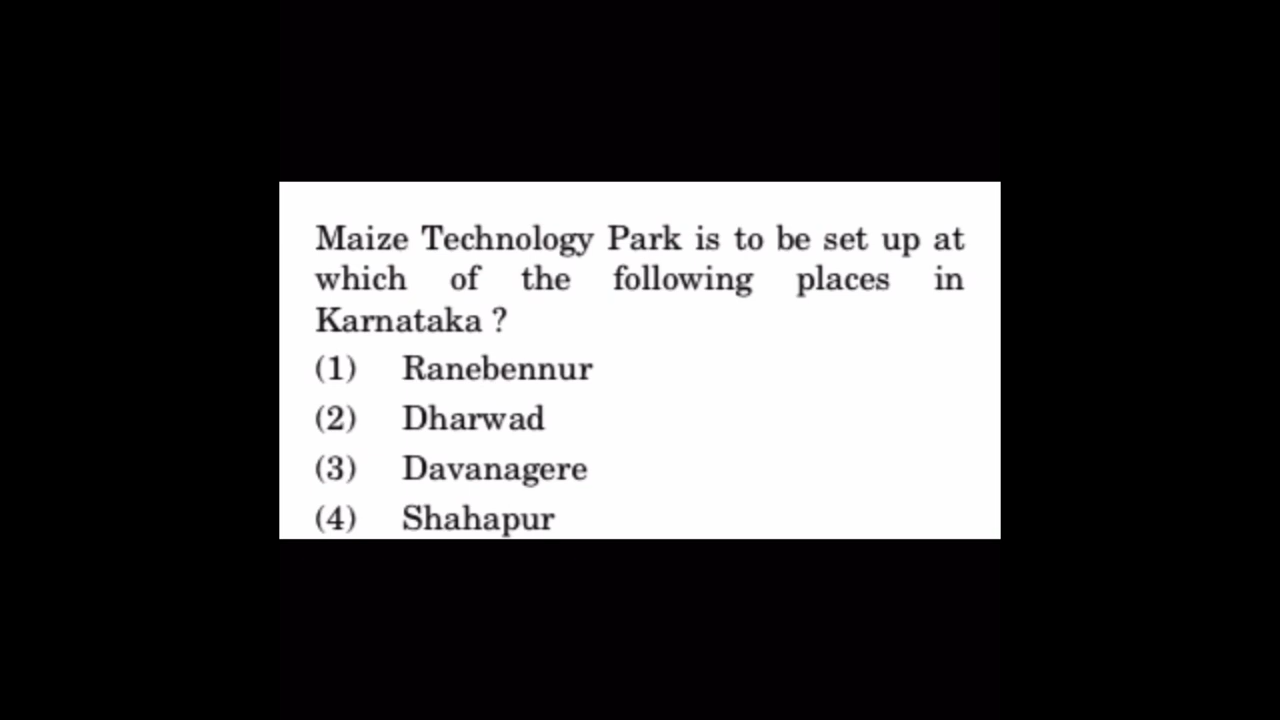 Maize Technology Park is to be set up at
which of the following places in
Karnataka ?
(1) Ranebennur
(2) Dharwad
(3) Davanagere
(4) Shahapur